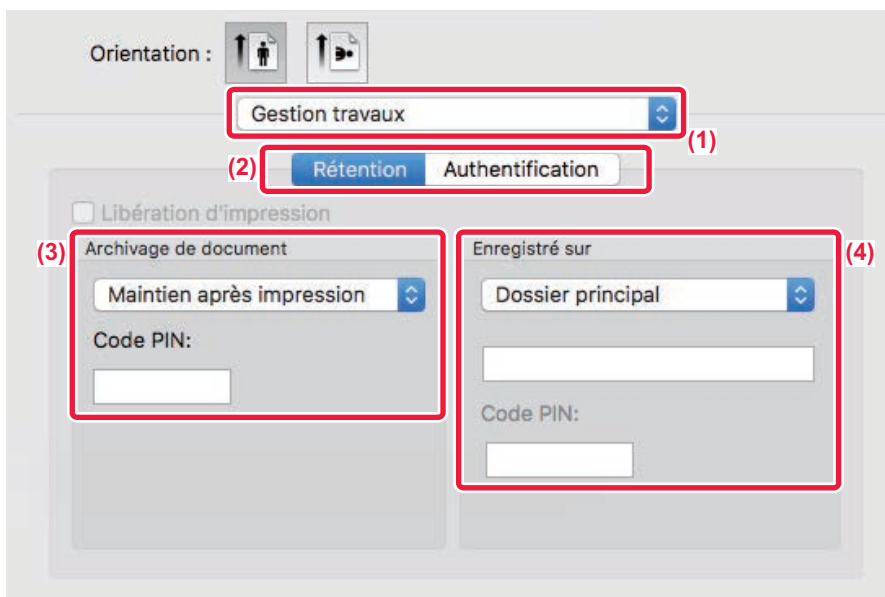 Orientation :
Gestion travaux
(1)
(2) Rétention Authentification
Libération d'impression
(3) Archivage de document
Enregistré sur (4)
Maintien après impression
Dossier principal
Code PIN:
Code PIN: